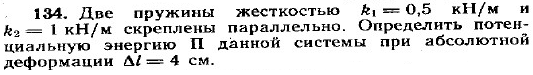 134. Две пружины жесткостью k₁ = 0,5 кН/м и
k₂ = 1 кН/м скреплены параллельно. Определить потен-
циальную энергию П данной системы при абсолютной
деформации Δl = 4 см.